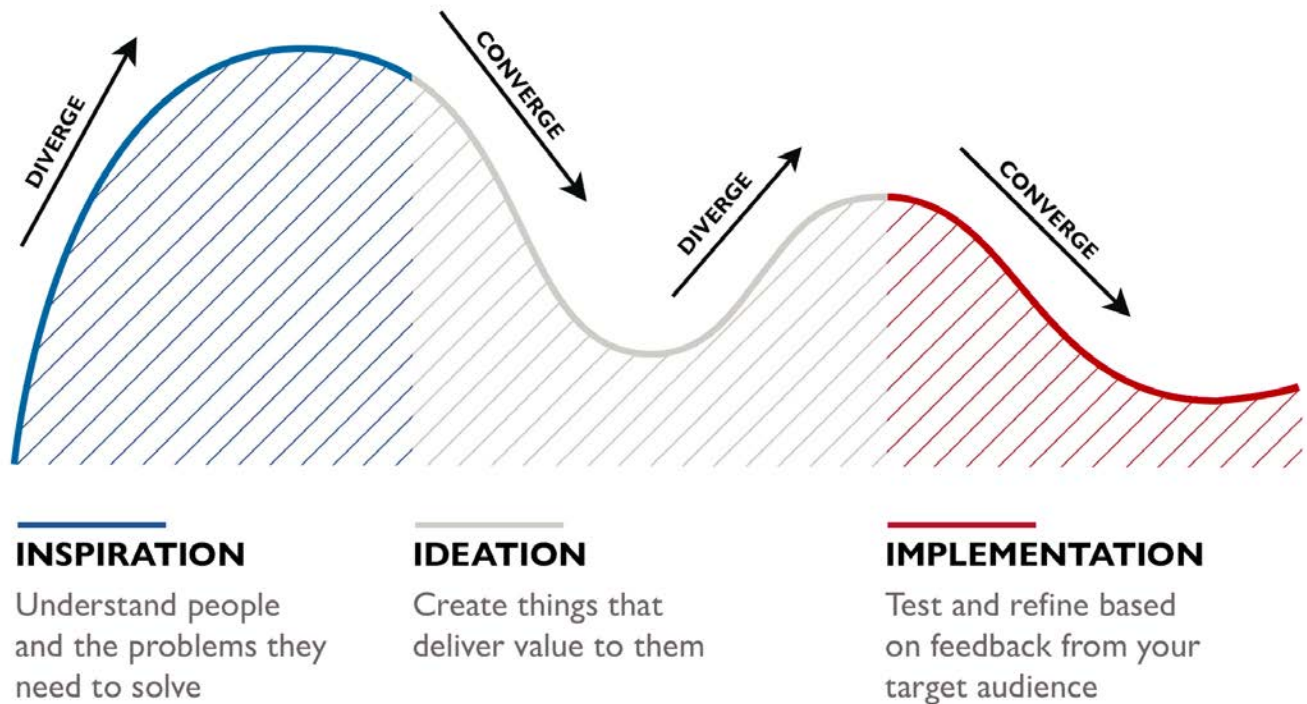 DIVERGE
CONVERGE
DIVERGE
CONVERGE
INSPIRATION
Understand people
and the problems they
need to solve
IDEATION
Create things that
deliver value to them
IMPLEMENTATION
Test and refine based
on feedback from your
target audience